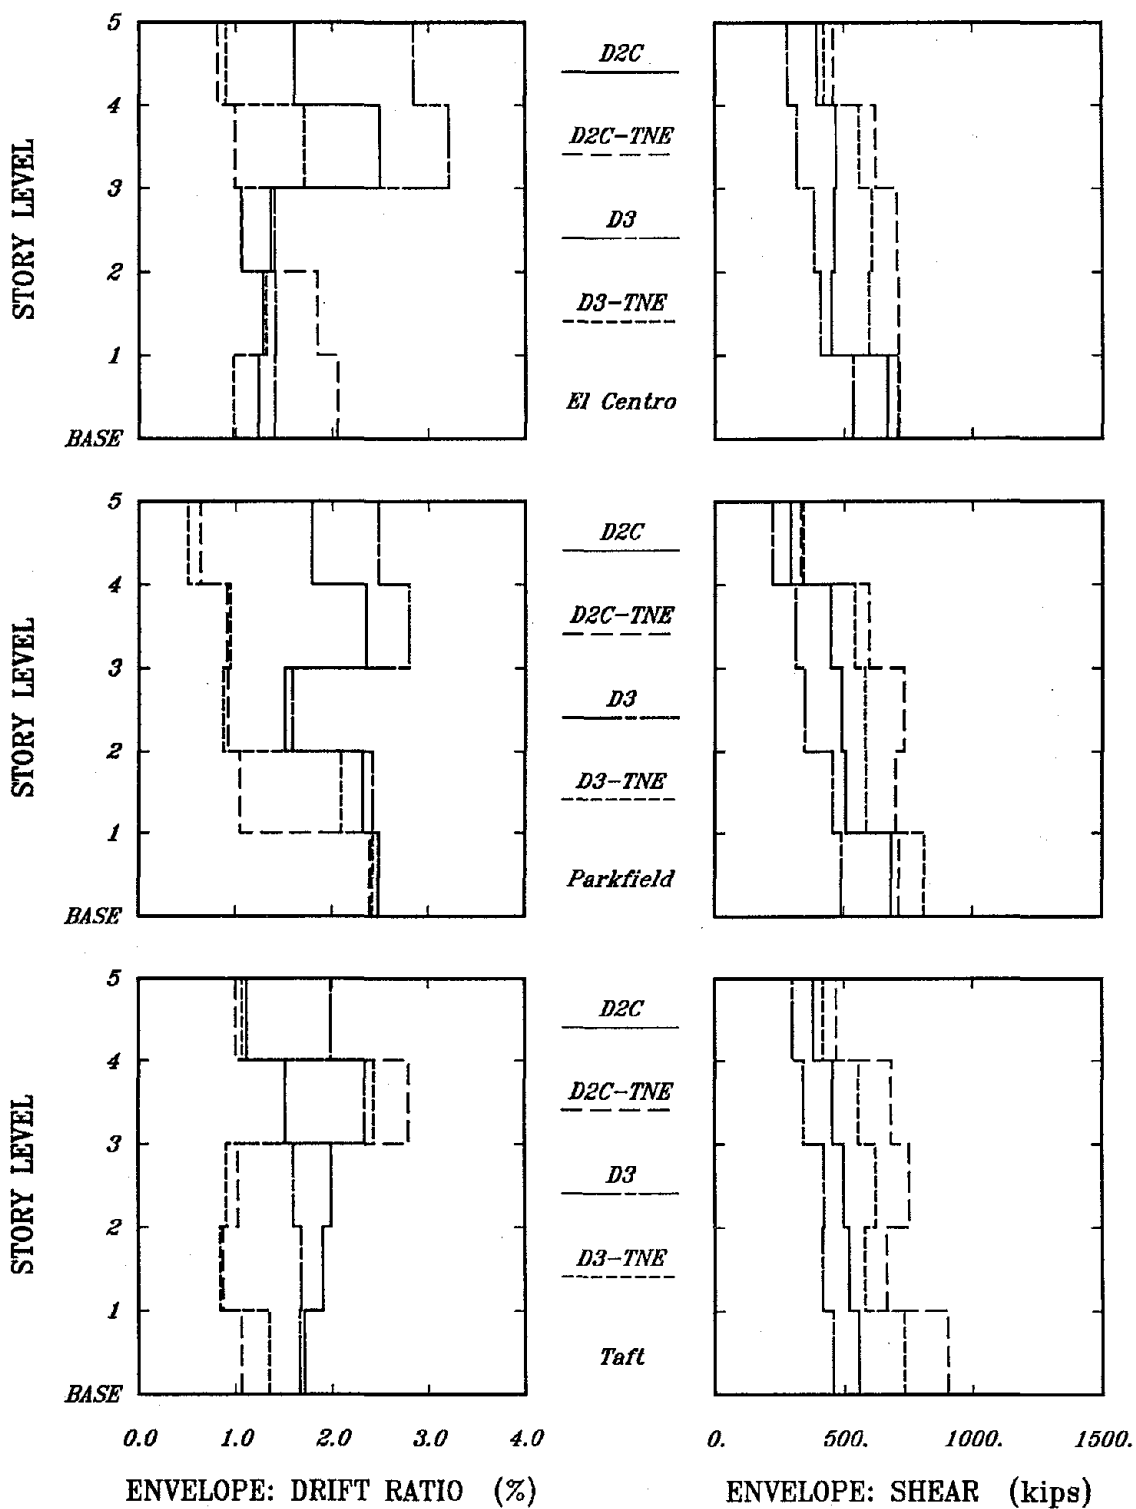 STORY LEVEL
5
4
3
2
1
BASE
D2C
D2C-TNE
D3
D3-TNE
El Centro
STORY LEVEL
5
4
3
2
1
BASE
D2C
D2C-TNE
D3
D3-TNE
Parkfield
STORY LEVEL
5
4
3
2
1
BASE
D2C
D2C-TNE
D3
D3-TNE
Taft
0.0 1.0 2.0 3.0 4.0
0. 500. 1000. 1500.
ENVELOPE: DRIFT RATIO (%)
ENVELOPE: SHEAR (kips)